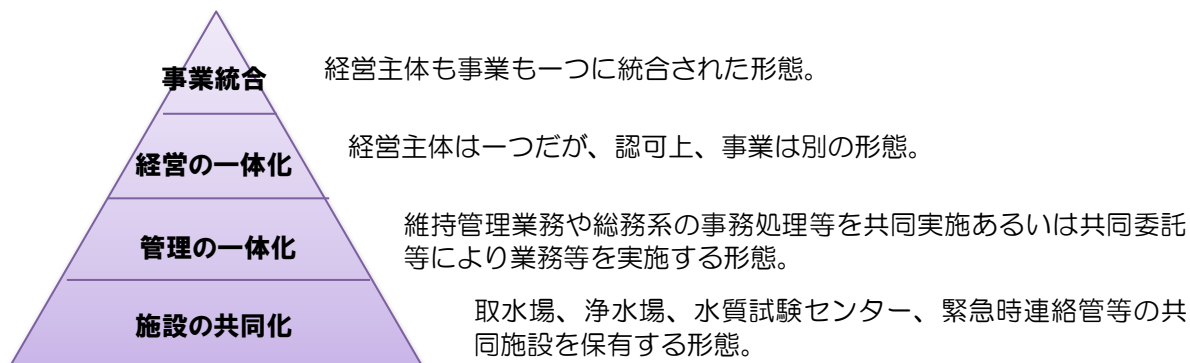 事業統合
経営主体も事業も一つに統合された形態。
経営の一体化
経営主体は一つだが、認可上、事業は別の形態。
管理の一体化
維持管理業務や総務系の事務処理等を共同実施あるいは共同委託
等により業務等を実施する形態。
施設の共同化
取水場、浄水場、水質試験センター、緊急時連絡管等の共
同施設を保有する形態。